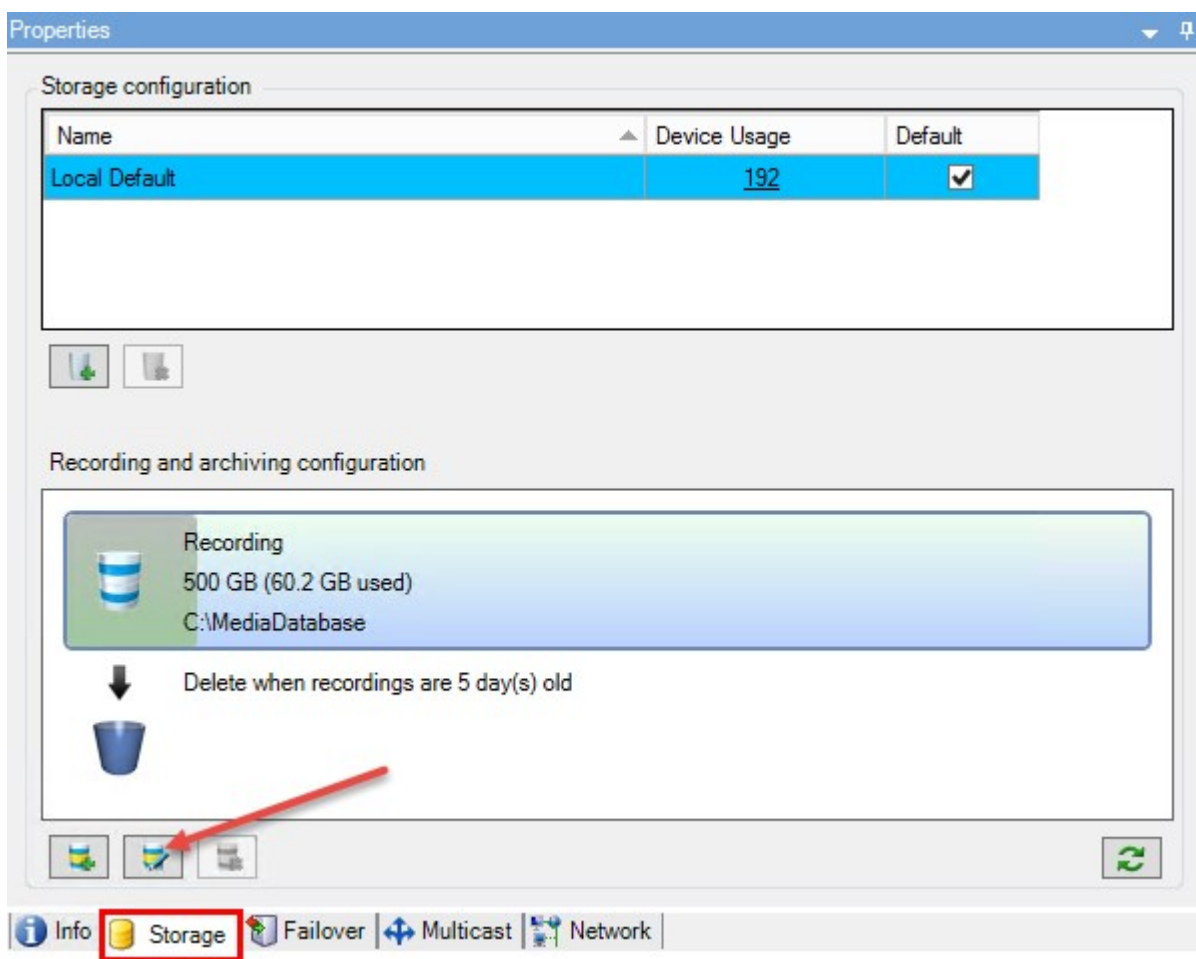 Properties
Storage configuration
Name Device Usage Default
Local Default 192
Recording and archiving configuration
Recording
500 GB (60.2 GB used)
C:\MediaDatabase
Delete when recordings are 5 day(s) old
Info Storage Failover Multicast Network